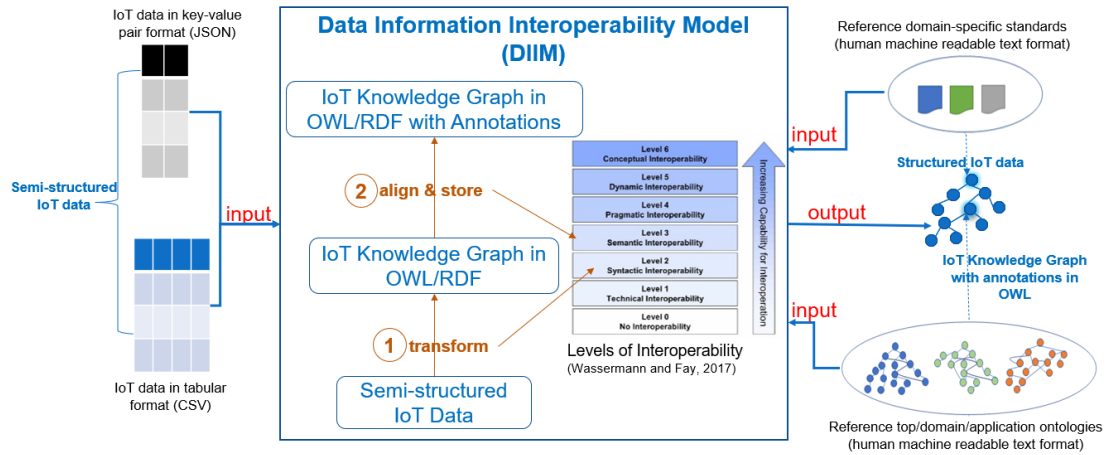 IoT data in key-value
pair format (JSON)
Semi-structured
IoT data
input
IoT data in tabular
format (CSV)
Data Information Interoperability Model
(DIIM)
IoT Knowledge Graph in
OWL/RDF with Annotations
2 align & store
IoT Knowledge Graph in
OWL/RDF
1 transform
Semi-structured
IoT Data
Level 6
Conceptual Interoperability
Level 5
Dynamic Interoperability
Level 4
Pragmatic Interoperability
Level 3
Semantic Interoperability
Level 2
Syntactic Interoperability
Level 1
Technical Interoperability
Level 0
No Interoperability
Increasing Capability for Interoperation
Levels of Interoperability
(Wassermann and Fay, 2017)
Reference domain-specific standards
(human machine readable text format)
input
Structured IoT data
output
IoT Knowledge Graph
with annotations in
OWL
input
Reference top/domain/application ontologies
(human machine readable text format)